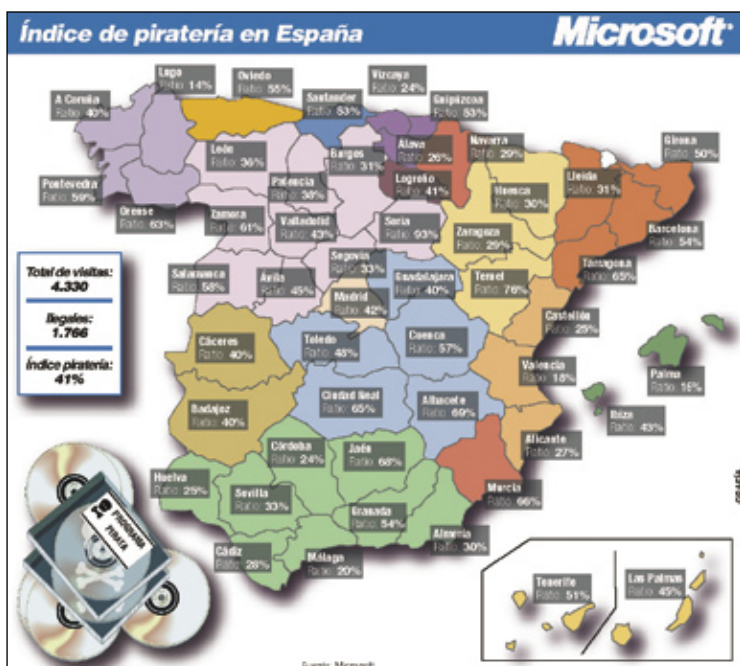 Índice de piratería en España
Microsoft
Lugo
Ratio: 14%
Oviedo
Ratio: 55%
Vizcaya
Ratio: 24%
A Coruña
Ratio: 40%
Santander
Ratio: 53%
Guipúzcoa
Ratio: 53%
León
Ratio: 36%
Burgos
Ratio: 31%
Alava
Ratio: 26%
Navarra
Ratio: 29%
Girona
Ratio: 50%
Pontevedra
Ratio: 59%
Palencia
Ratio: 38%
Logroño
Ratio: 41%
Huesca
Ratio: 30%
Lleida
Ratio: 31%
Orense
Ratio: 63%
Zamora
Ratio: 61%
Valladolid
Ratio: 43%
Soria
Ratio: 93%
Zaragoza
Ratio: 29%
Barcelona
Ratio: 54%
Total de visitas:
4.330
Ilegales:
1.766
Índice piratería:
41%
Salamanca
Ratio: 58%
Avila
Ratio: 45%
Segovia
Ratio: 33%
Guadalajara
Ratio: 40%
Teruel
Ratio: 76%
Tarragona
Ratio: 65%
Madrid
Ratio: 42%
Castellón
Ratio: 25%
Cáceres
Ratio: 40%
Toledo
Ratio: 48%
Cuenca
Ratio: 57%
Valencia
Ratio: 18%
Palma
Ratio:
Ibiza
Ratio: 43%
Badajoz
Ratio: 40%
Ciudad Real
Ratio: 65%
Albacete
Ratio: 69%
Alicante
Ratio: 27%
Córdoba
Ratio: 24%
Jaén
Ratio: 68%
Huelva
Ratio: 25%
Sevilla
Ratio: 33%
Granada
Ratio: 54%
Murcia
Ratio: 66%
Cádiz
Ratio: 28%
Málaga
Ratio: 20%
Almería
Ratio: 30%
Tenerife
Ratio: 51%
Las Palmas
Ratio: 45%
PROGRAMA
PIRATA
Fuente: Microsoft